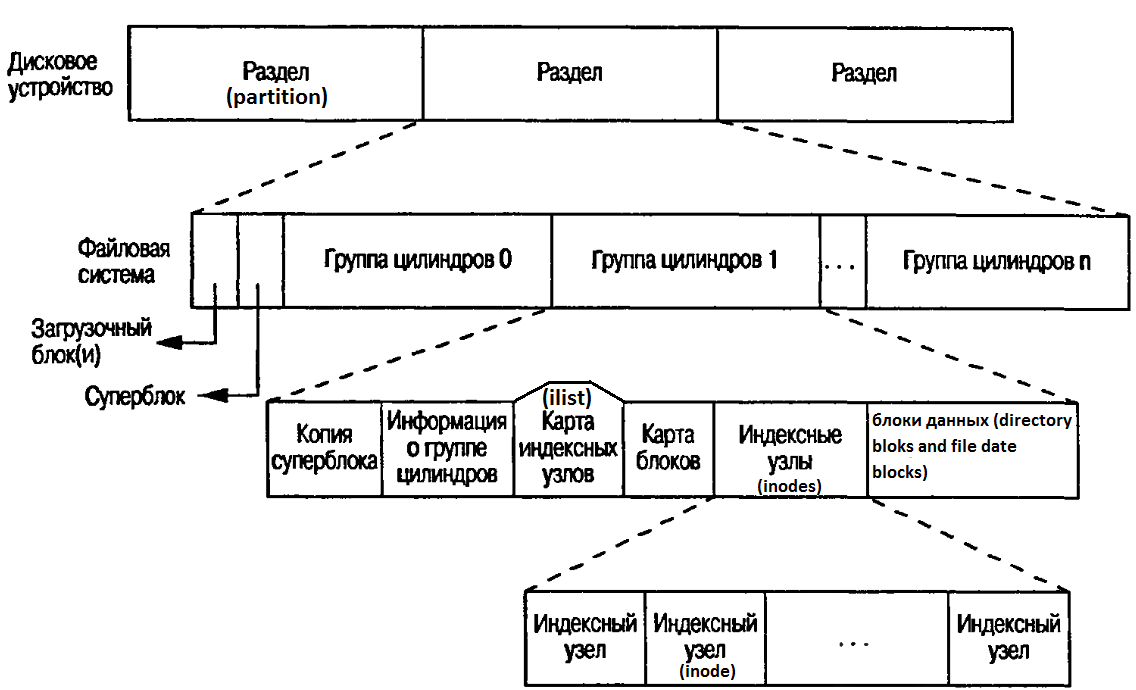 Дисковое
устройство
Раздел
(partition)
Раздел
Раздел
Файловая
система
Группа цилиндров 0
Группа цилиндров 1
...
Группа цилиндров n
Загрузочный
блок(и)
Суперблок
Копия
суперблока
Информация
о группе
цилиндров
(ilist)
Карта
индексных
узлов
Карта
блоков
Индексные
узлы
(inodes)
блоки данных (directory
bloks and file date
blocks)
Индексный
узел
Индексный
узел
(inode)
...
Индексный
узел